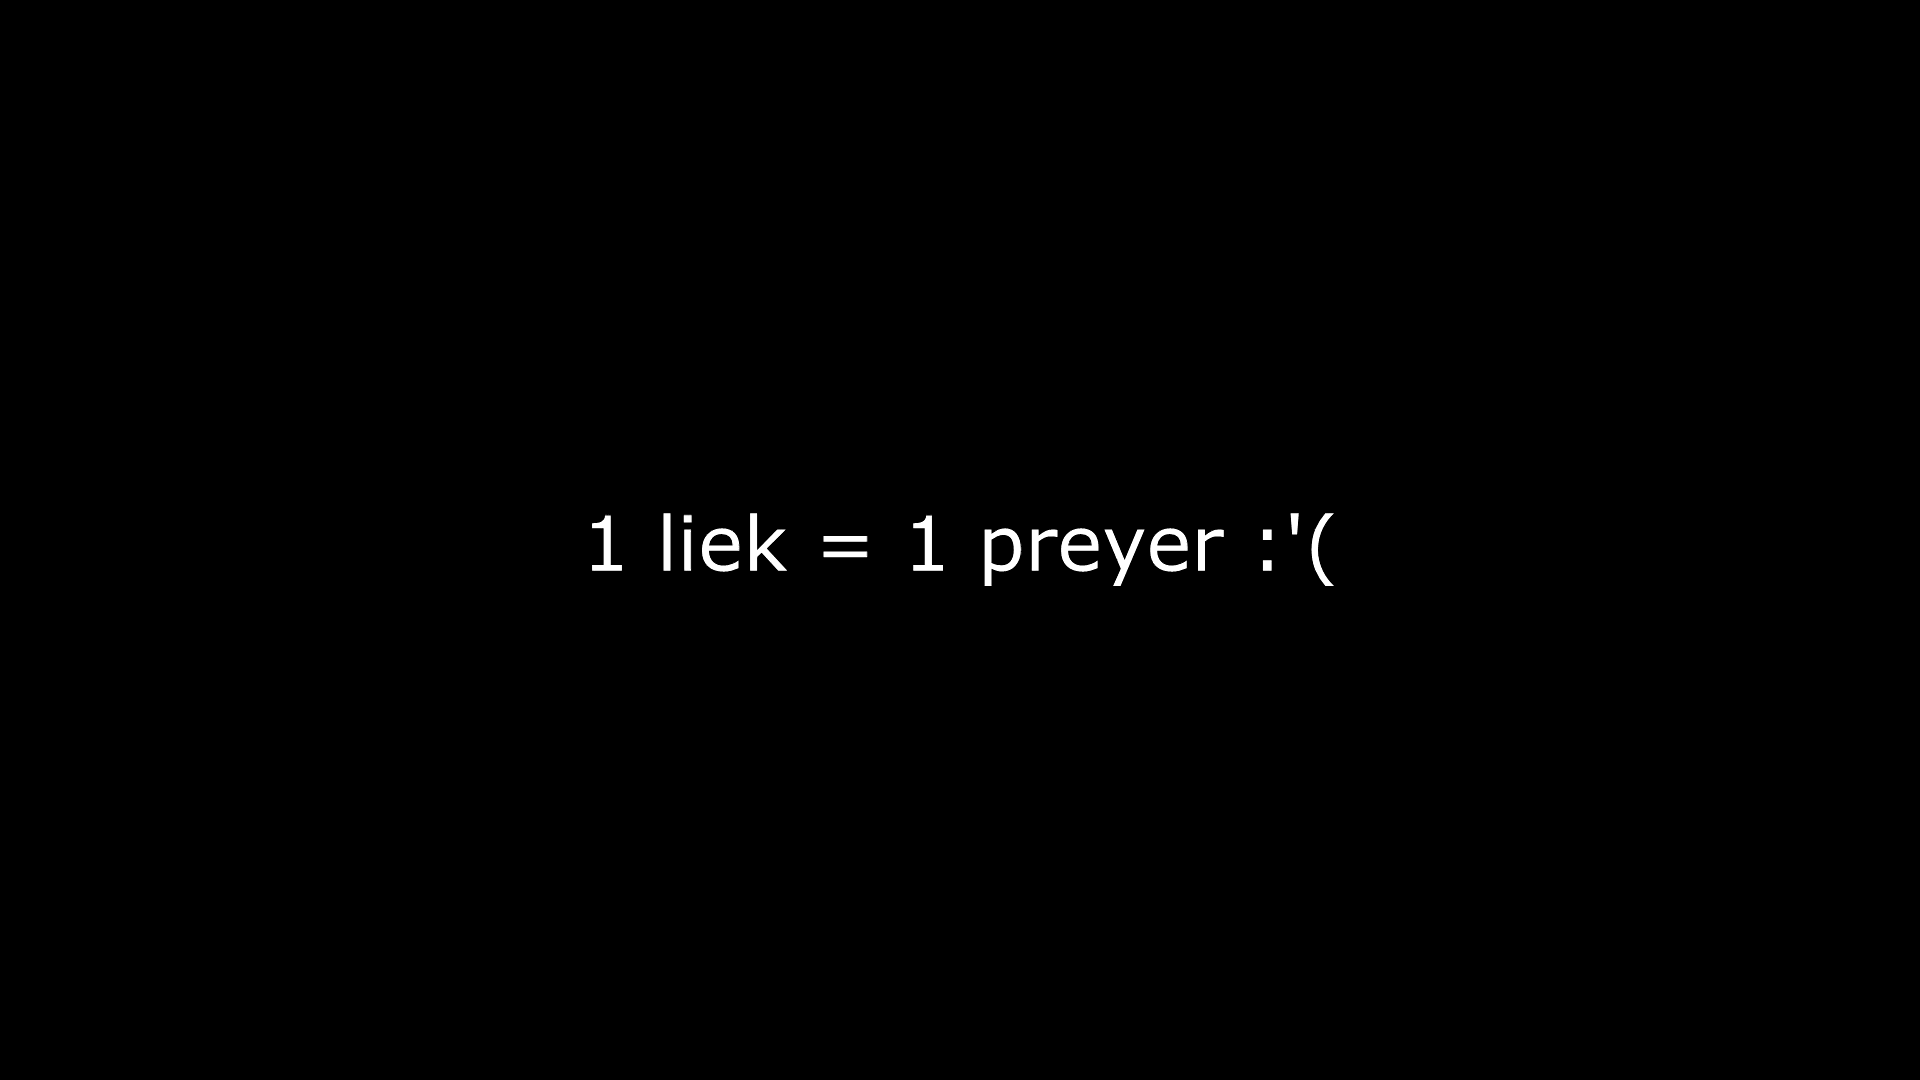 1 liek = 1 preyer :'(